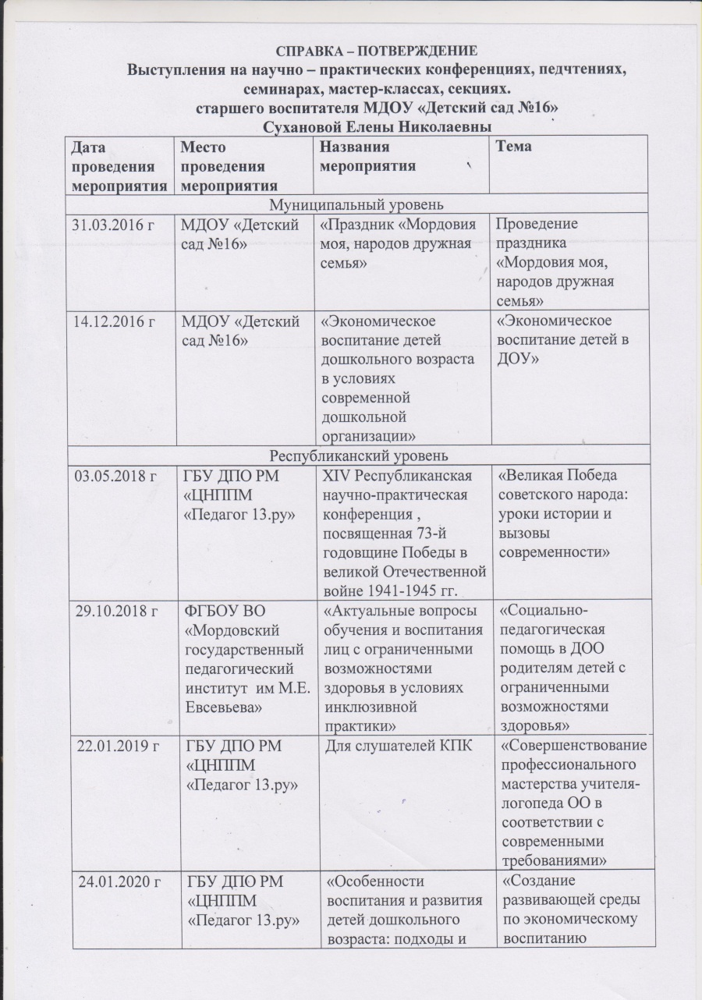 СПРАВКА – ПОТВЕРЖДЕНИЕ
Выступления на научно – практических конференциях, педчтениях,
семинарах, мастер-классах, секциях.
старшего воспитателя МДОУ «Детский сад №16»
Сухановой Елены Николаевны
Дата
проведения
мероприятия
Место
проведения
мероприятия
Названия
мероприятия
Тема
Муниципальный уровень
31.03.2016 г
МДОУ «Детский
сад №16»
«Праздник «Мордовия
моя, народов дружная
семья»
Проведение
праздника
«Мордовия моя,
народов дружная
семья»
14.12.2016 г
МДОУ «Детский
сад №16»
«Экономическое
воспитание детей
дошкольного возраста
в условиях
современной
дошкольной
организации»
«Экономическое
воспитание детей в
ДОУ»
Республиканский уровень
03.05.2018 г
ГБУ ДПО РМ
«ЦНППМ
«Педагог 13.ру»
XIV Республиканская
научно-практическая
конференция ,
посвященная 73-й
годовщине Победы в
великой Отечественной
войне 1941-1945 гг.
«Великая Победа
советского народа:
уроки истории и
вызовы
современности»
29.10.2018 г
ФГБОУ ВО
«Мордовский
государственный
педагогический
институт им М.Е.
Евсевьева»
«Актуальные вопросы
обучения и воспитания
лиц с ограниченными
возможностями
здоровья в условиях
инклюзивной
практики»
«Социально-
педагогическая
помощь в ДОО
родителям детей с
ограниченными
возможностями
здоровья»
22.01.2019 г
ГБУ ДПО РМ
«ЦНППМ
«Педагог 13.ру»
Для слушателей КПК
«Совершенствование
профессионального
мастерства учителя-
логопеда ОО в
соответствии с
современными
требованиями»
24.01.2020 г
ГБУ ДПО РМ
«ЦНППМ
«Педагог 13.ру»
«Особенности
воспитания и развития
детей дошкольного
возраста: подходы и
«Создание
развивающей среды
по экономическому
воспитанию